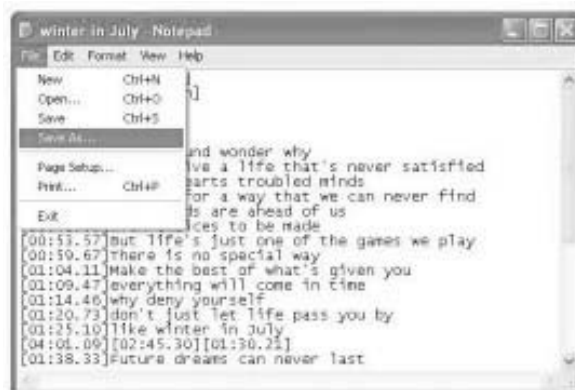 winter in July - Notepad
File Edit Format View Help
New Ctrl+N
Open... Ctrl+O
Save Ctrl+S
Save As...
Page Setup...
Print... Ctrl+P
Exit
and wonder why
ve a life that's never satisfied
arts troubled minds
for a way that we can never find
ds are ahead of us
ces to be made
[00:53.57]But life's just one of the games we play
[00:59.67]There is no special way
[01:04.11]Make the best of what's given you
[01:09.47]everything will come in time
[01:14.46]why deny yourself
[01:20.73]don't just let life pass you by
[01:25.10]like winter in July
[04:01.09][02:45.30][01:30.21]
[01:38.33]Future dreams can never last